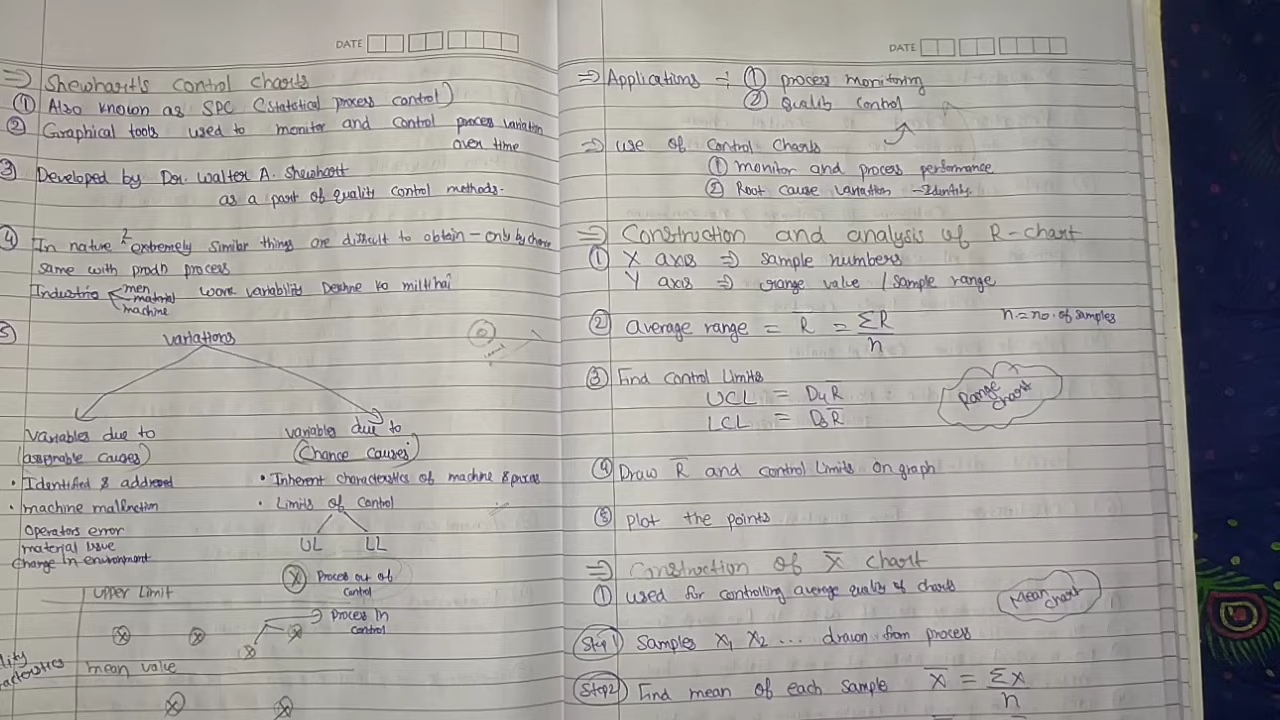 DATE
⇒ Shewhart's control charts
① Also known as SPC (statistical process control)
② Graphical tools used to monitor and control process variation
over time
③ Developed by Dr. Walter A. Shewhart
as a part of quality control methods.
④ In nature 2 extremely similar things are difficult to obtain - only by chance
same with prodn process
Industrio men work variability
material
machine
⑤ variations
variables due to variables due to
assignable causes Chance causes
• Identified & addressed • Inherent characteristics of machine & process
• machine malfnction • Limits of control
Operators error
material issue UL LL
change in environment
X Process out of
control
upper Limit
→ Process in
control
mean value
DATE
⇒ Applications ÷ ① process monitoring
② quality control
⇒ use of control charts
① monitor and process performance
② Root cause variation - Identify
⇒ Construction and analysis of R-chart
① X axis ⇒ sample numbers
Y axis ⇒ range value / sample range
② average range = R̅ = ΣR/n n = no. of samples
③ Find control limits
UCL = D4R̅ Range chart
LCL = D3R̅
④ Draw R̅ and control limits on graph
⑤ plot the points
⇒ Construction of X̅ chart
① used for controlling average quality of charts Mean chart
Step 1 samples x1 x2 ... drawn from process
Step 2 Find mean of each sample X̅ = Σx/n